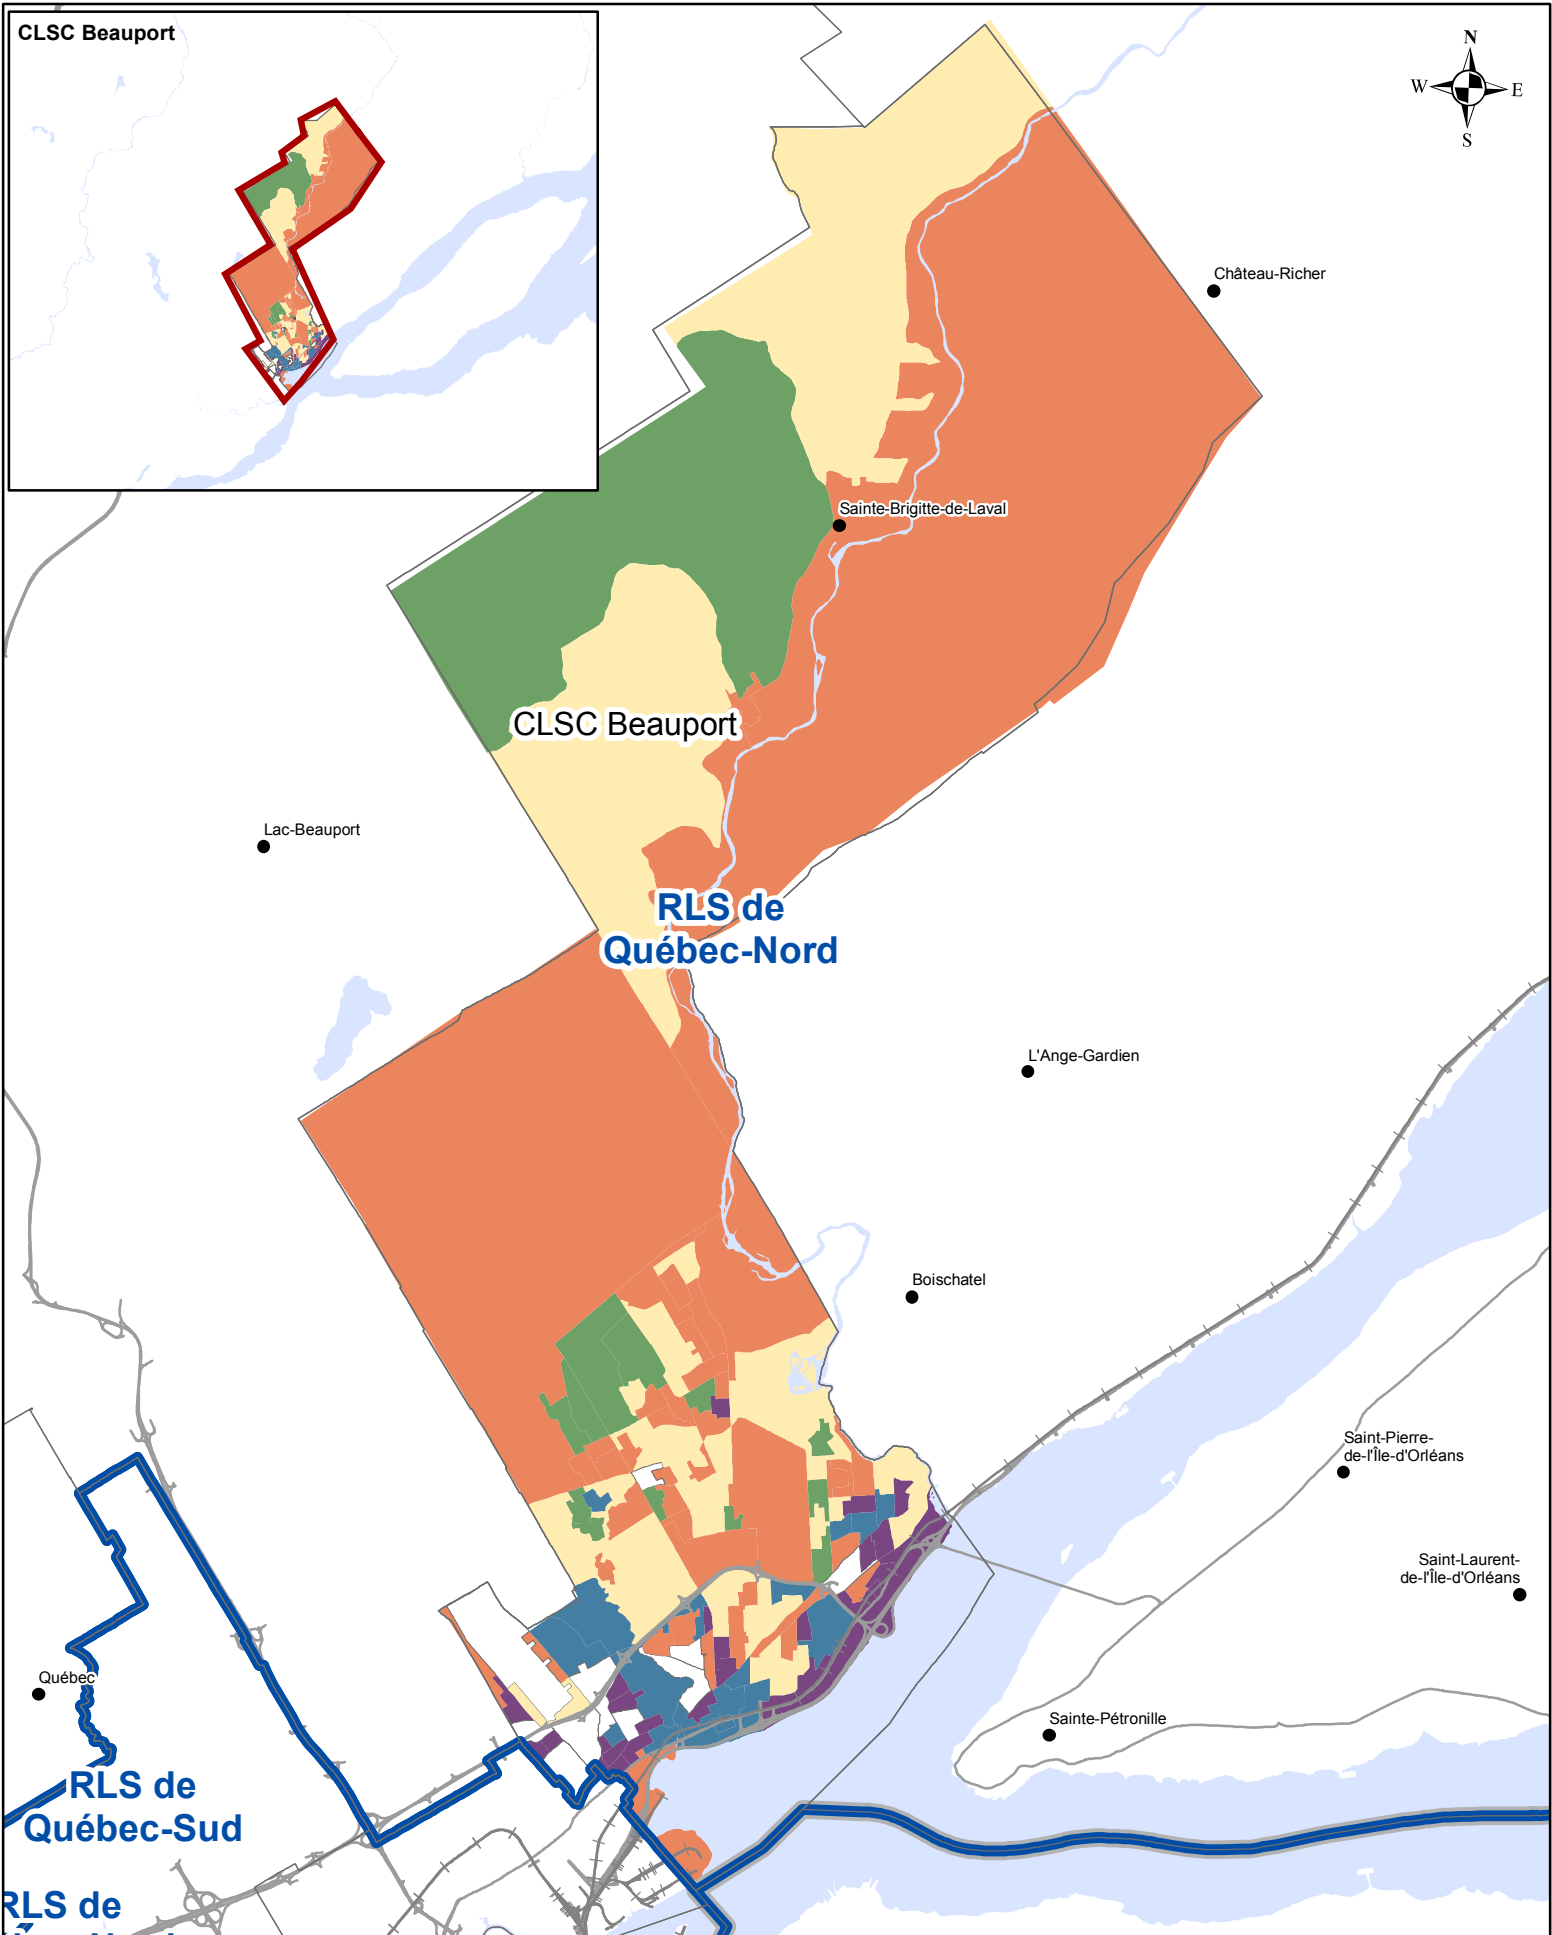 CLSC Beauport
N
W
E
S
Château-Richer
Sainte-Brigitte-de-Laval
CLSC Beauport
Lac-Beauport
RLS de
Québec-Nord
L'Ange-Gardien
Boischatel
Saint-Pierre-
de-l'Île-d'Orléans
Saint-Laurent-
de-l'Île-d'Orléans
Québec
Sainte-Pétronille
RLS de
Québec-Sud
RLS de